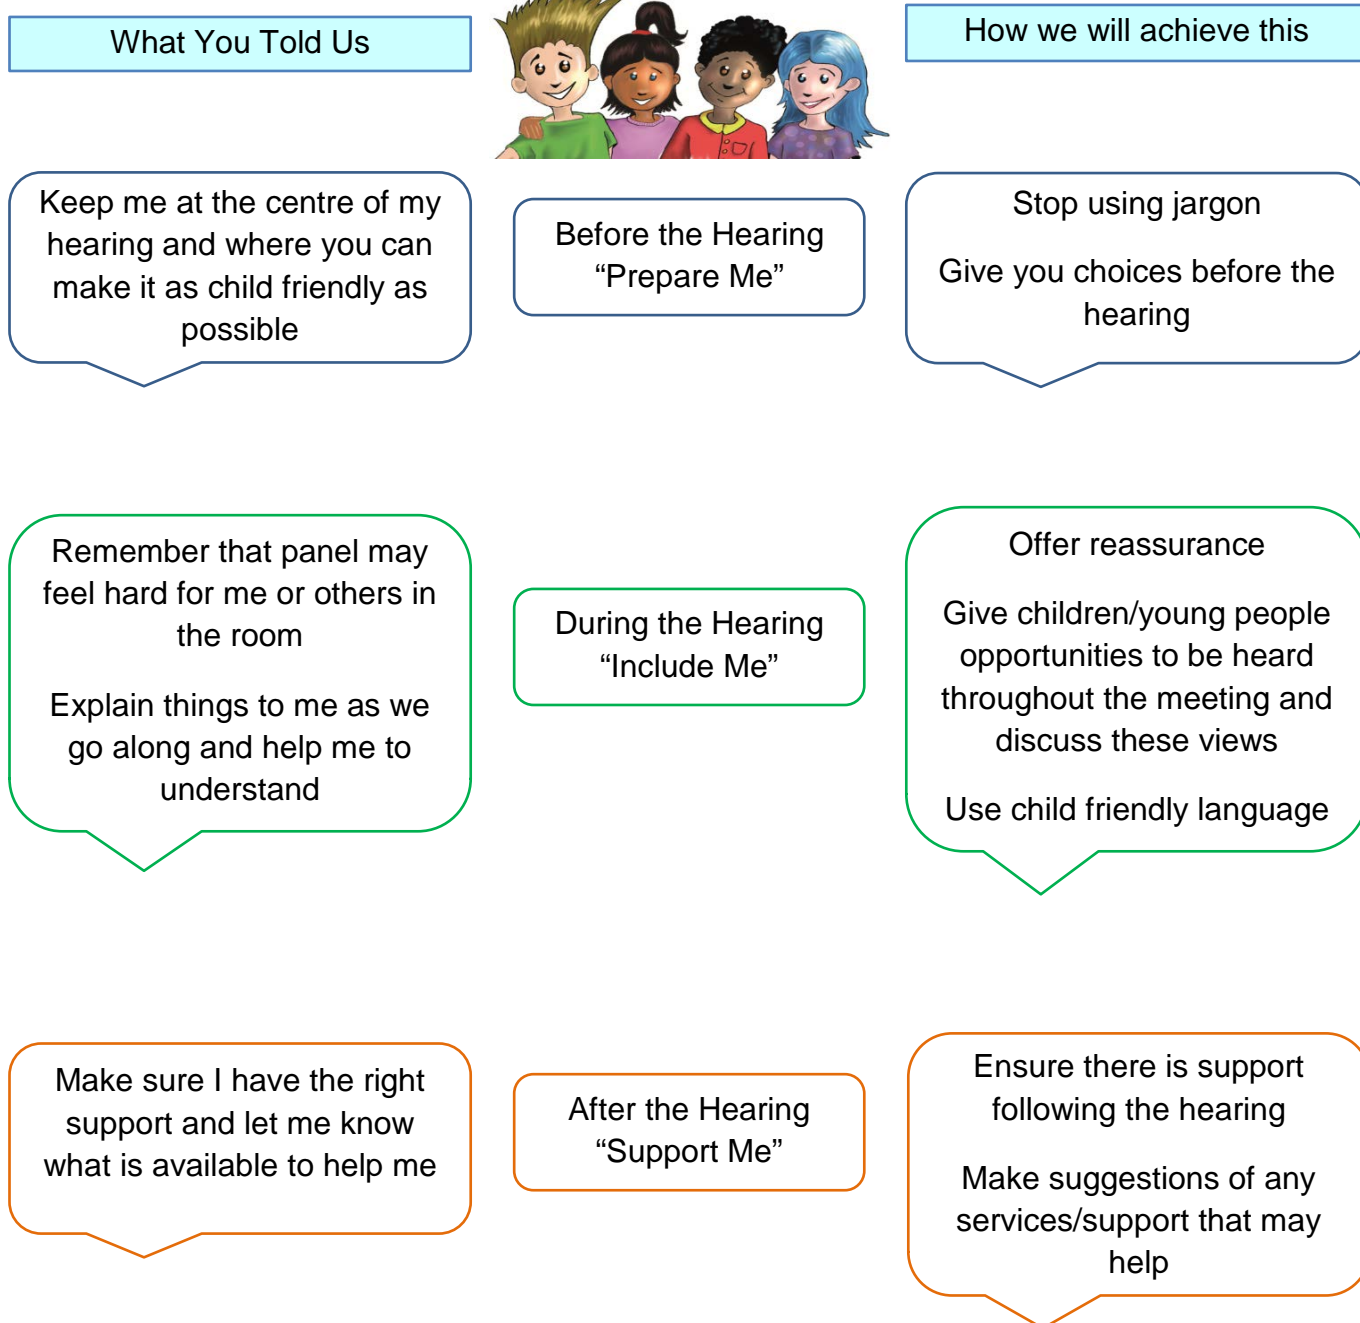 What You Told Us
How we will achieve this
Keep me at the centre of my
hearing and where you can
make it as child friendly as
possible
Before the Hearing
“Prepare Me”
Stop using jargon
Give you choices before the
hearing
Remember that panel may
feel hard for me or others in
the room
Explain things to me as we
go along and help me to
understand
During the Hearing
“Include Me”
Offer reassurance
Give children/young people
opportunities to be heard
throughout the meeting and
discuss these views
Use child friendly language
Make sure I have the right
support and let me know
what is available to help me
After the Hearing
“Support Me”
Ensure there is support
following the hearing
Make suggestions of any
services/support that may
help